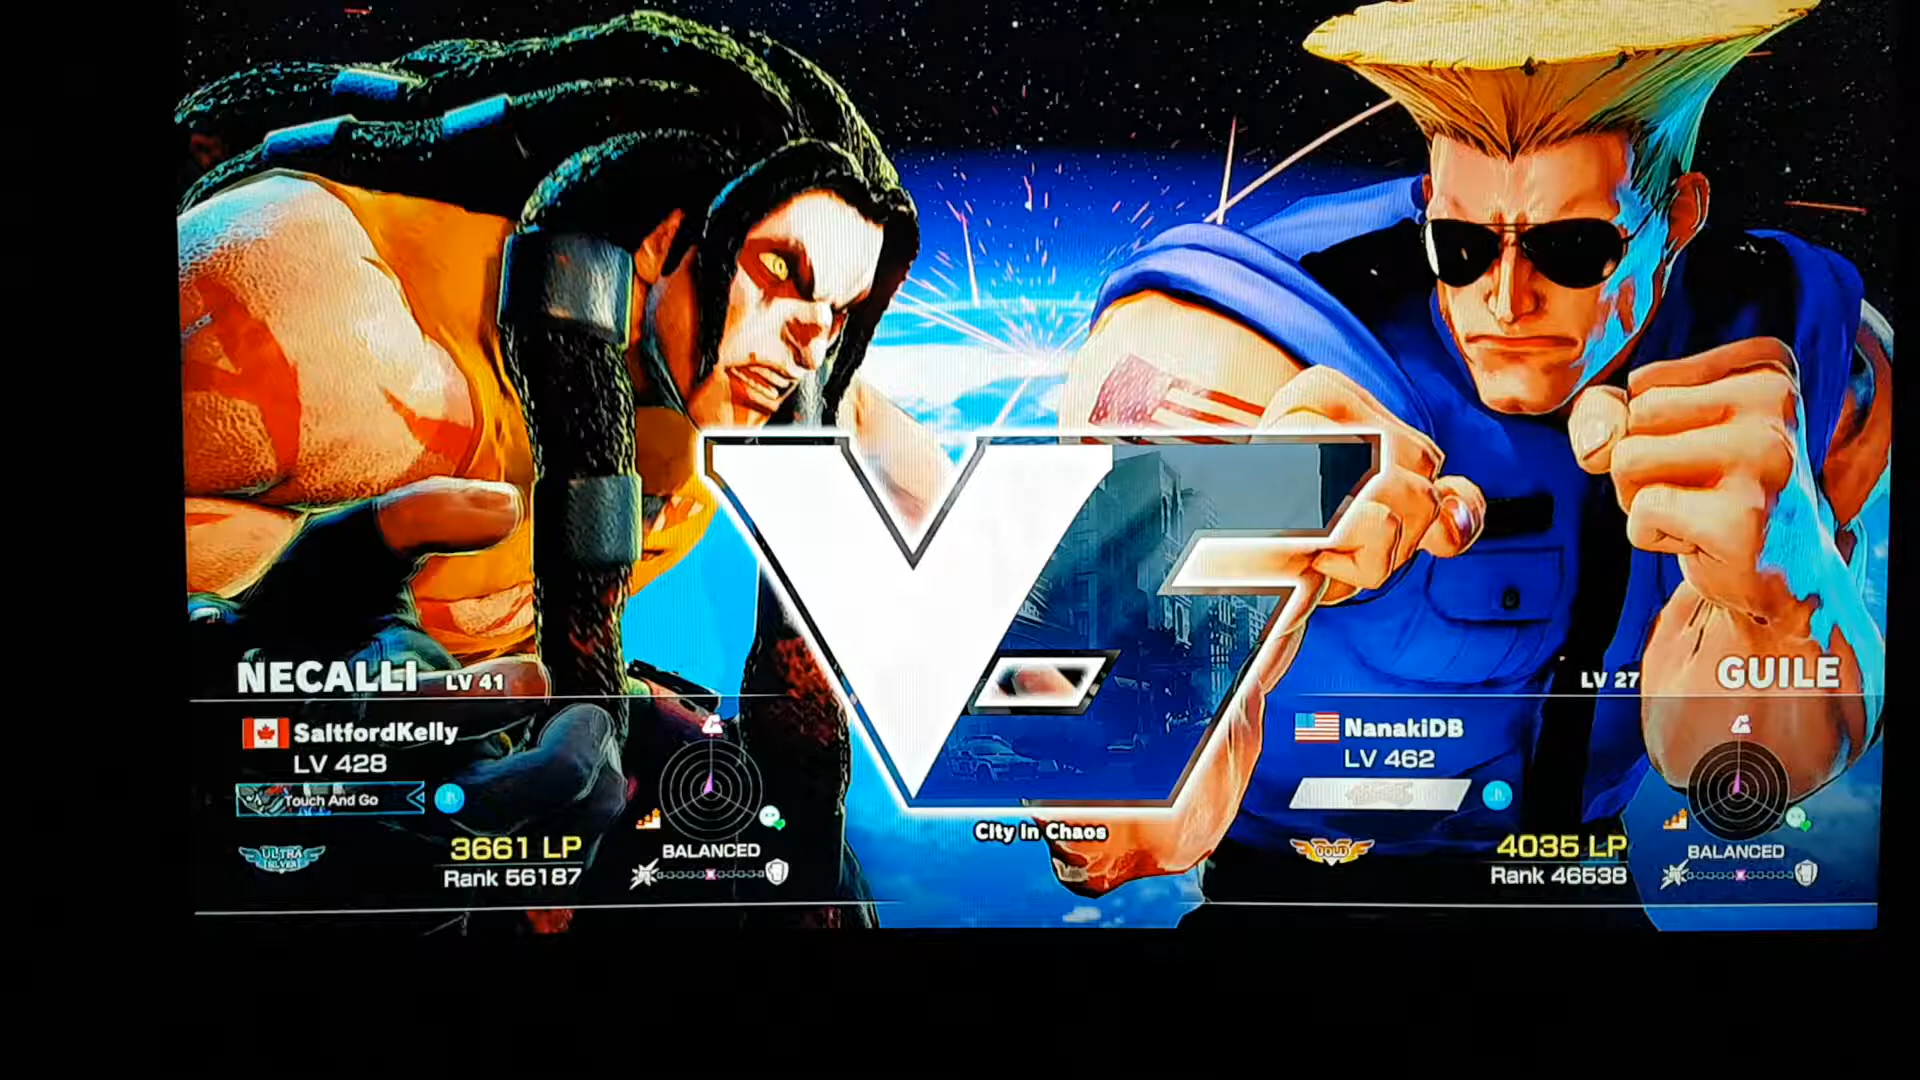 NECALLI LV 41
SaltfordKelly
LV 428
Touch And Go
ULTRA
SILVER
3661 LP
Rank 56187
BALANCED
VS
City In Chaos
LV 27 GUILE
NanakiDB
LV 462
GOLD
4035 LP
Rank 46538
BALANCED